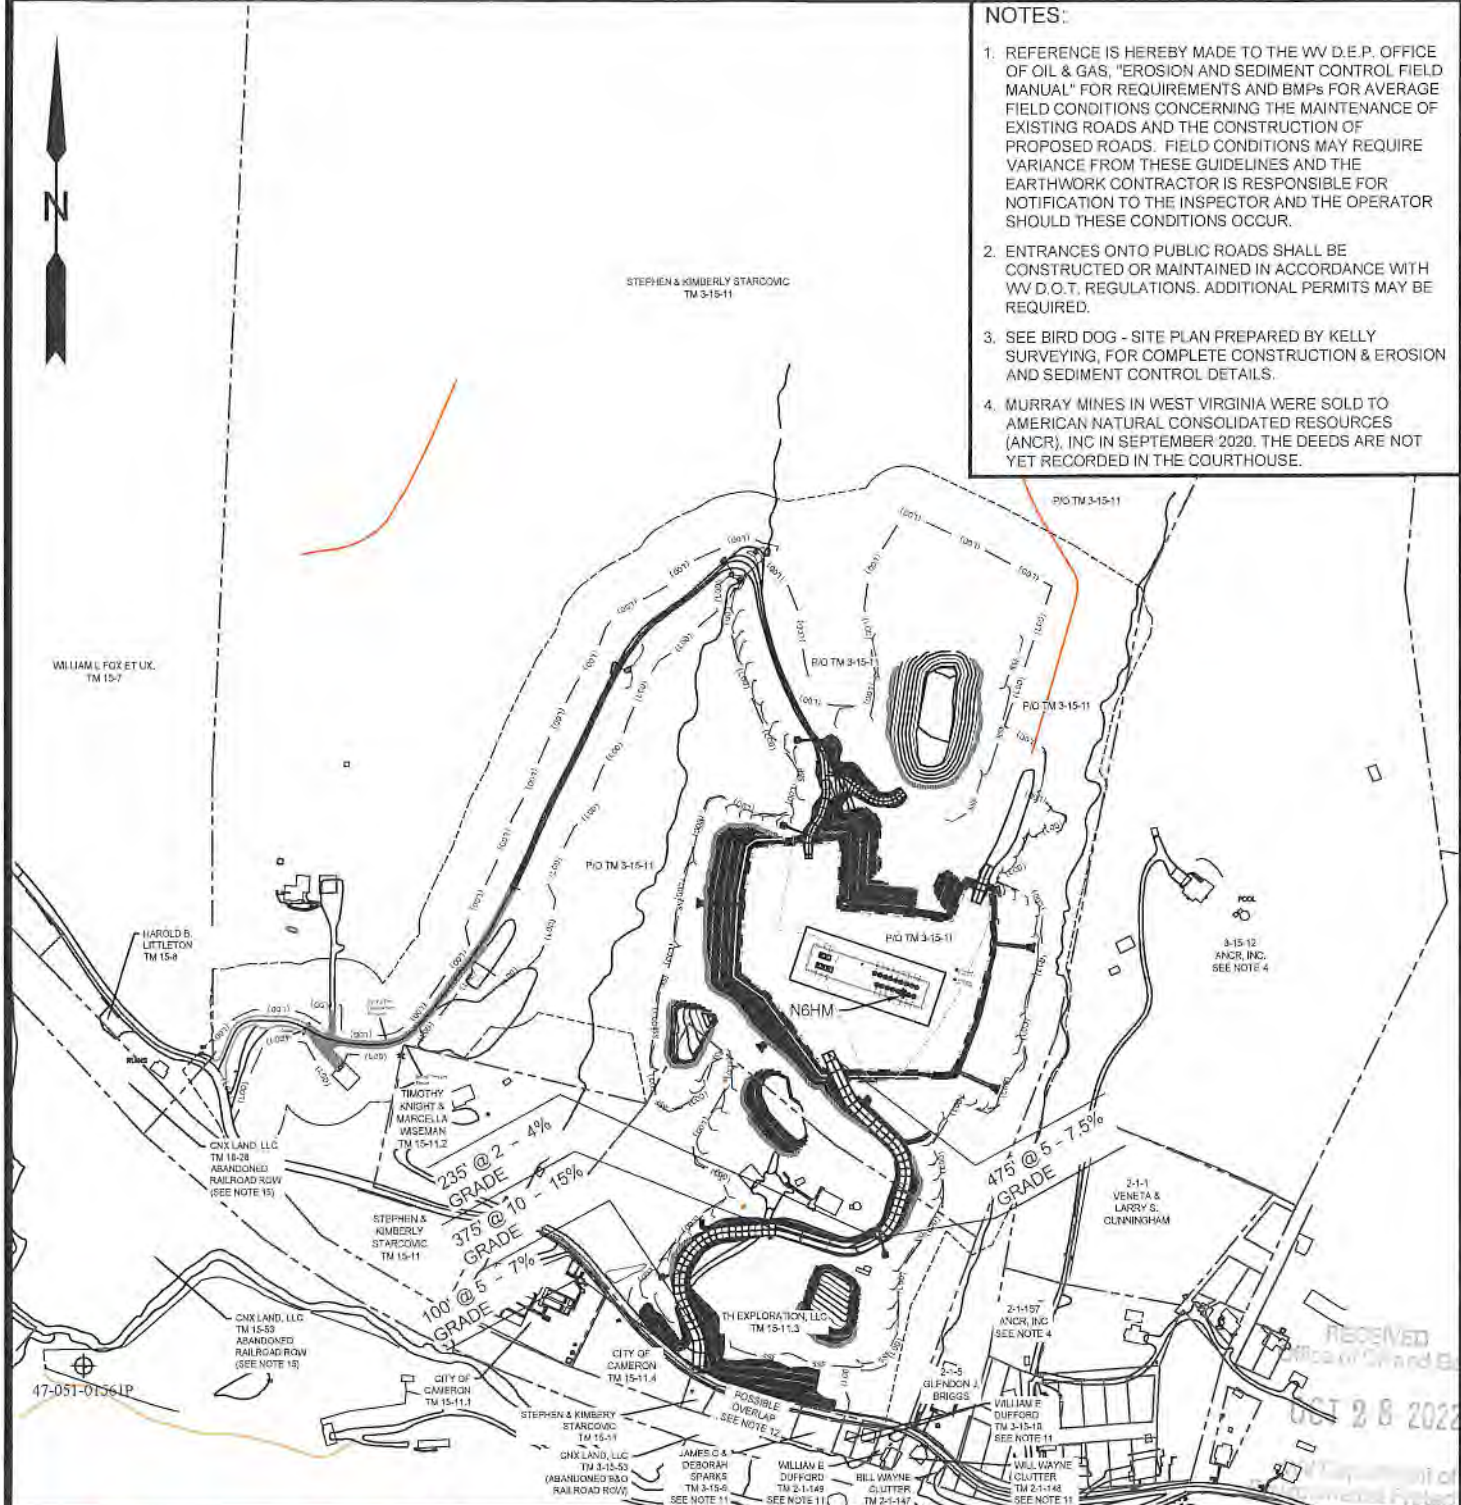 NOTES:
1. REFERENCE IS HEREBY MADE TO THE WV D.E.P. OFFICE
OF OIL & GAS, "EROSION AND SEDIMENT CONTROL FIELD
MANUAL" FOR REQUIREMENTS AND BMPs FOR AVERAGE
FIELD CONDITIONS CONCERNING THE MAINTENANCE OF
EXISTING ROADS AND THE CONSTRUCTION OF
PROPOSED ROADS. FIELD CONDITIONS MAY REQUIRE
VARIANCE FROM THESE GUIDELINES AND THE
EARTHWORK CONTRACTOR IS RESPONSIBLE FOR
NOTIFICATION TO THE INSPECTOR AND THE OPERATOR
SHOULD THESE CONDITIONS OCCUR.
2. ENTRANCES ONTO PUBLIC ROADS SHALL BE
CONSTRUCTED OR MAINTAINED IN ACCORDANCE WITH
WV D.O.T. REGULATIONS. ADDITIONAL PERMITS MAY BE
REQUIRED.
3. SEE BIRD DOG - SITE PLAN PREPARED BY KELLY
SURVEYING, FOR COMPLETE CONSTRUCTION & EROSION
AND SEDIMENT CONTROL DETAILS.
4. MURRAY MINES IN WEST VIRGINIA WERE SOLD TO
AMERICAN NATURAL CONSOLIDATED RESOURCES
(ANCR), INC IN SEPTEMBER 2020. THE DEEDS ARE NOT
YET RECORDED IN THE COURTHOUSE.
N
STEPHEN & KIMBERLY STARCOVIC
TM 3-15-11
P/O TM 3-15-11
WILLIAM L FOX ET UX.
TM 15-7
P/O TM 3-15-11
P/O TM 3-15-11
P/O TM 3-15-11
P/O TM 3-15-11
POOL
3-15-12
ANCR, INC.
SEE NOTE 4
HAROLD B.
LITTLETON
TM 15-8
N6HM
RUINS
TIMOTHY
KNIGHT &
MARCELLA
WISEMAN
TM 15-11.2
CNX LAND, LLC
TM 16-28
ABANDONED
RAILROAD ROW
(SEE NOTE 15)
235' @ 2 - 4%
GRADE
375' @ 10 - 15%
GRADE
100' @ 5 - 7%
GRADE
475' @ 5 - 7.5%
GRADE
STEPHEN &
KIMBERLY
STARCOVIC
TM 15-11
2-1-1
VENETA &
LARRY S.
CUNNINGHAM
CNX LAND, LLC
TM 15-53
ABANDONED
RAILROAD ROW
(SEE NOTE 15)
TH EXPLORATION, LLC
TM 15-11.3
2-1-157
ANCR, INC
SEE NOTE 4
47-051-01561P
CITY OF
CAMERON
TM 15-11.1
CITY OF
CAMERON
TM 15-11.4
POSSIBLE
OVERLAP
SEE NOTE 12
2-1-5
GLENDON J.
BRIGGS
WILLIAM E
DUFFORD
TM 3-15-18
SEE NOTE 11
STEPHEN & KIMBERY
STARCOVIC
TM 15-11
CNX LAND, LLC
TM 3-15-53
(ABANDONED B&O
RAILROAD ROW)
JAMES C &
DEBORAH
SPARKS
TM 3-15-6
SEE NOTE 11
WILLIAM E
DUFFORD
TM 2-1-149
SEE NOTE 11
BILL WAYNE
CLUTTER
TM 2-1-147
WILL WAYNE
CLUTTER
TM 2-1-148
SEE NOTE 11
RECEIVED
Office of Oil and
OCT 28 2022